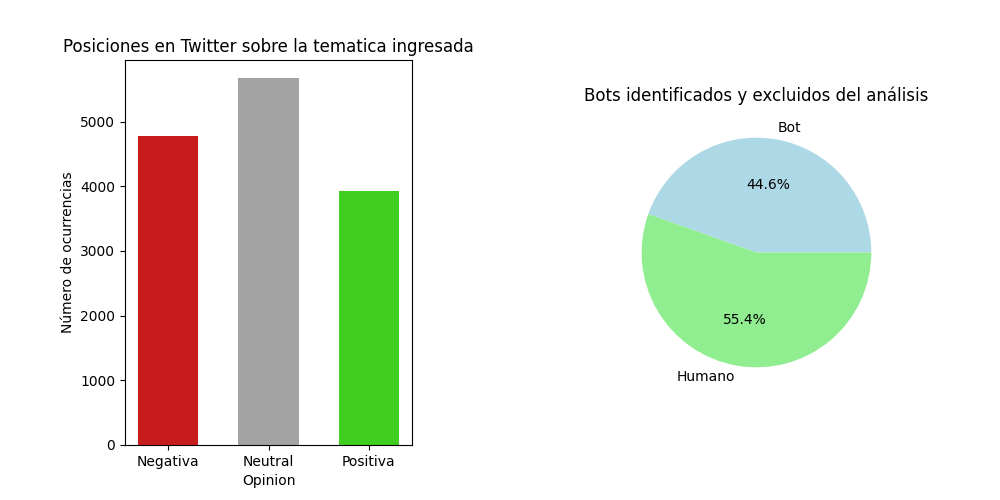 Posiciones en Twitter sobre la tematica ingresada
Número de ocurrencias
5000
4000
3000
2000
1000
0
Negativa
Neutral
Positiva
Opinion
Bots identificados y excluidos del análisis
Bot
44.6%
55.4%
Humano